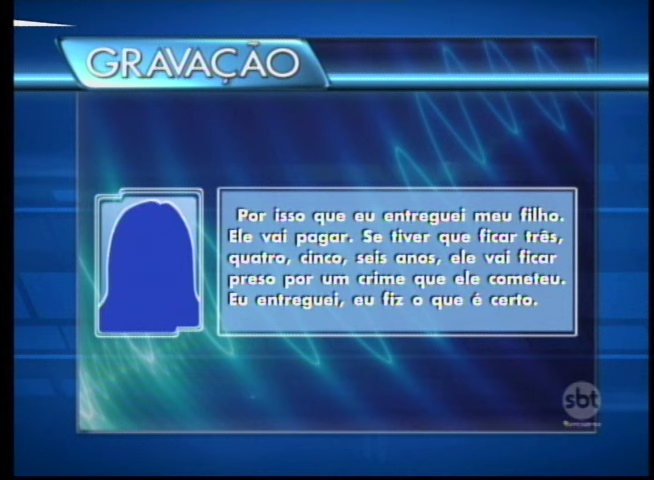 GRAVAÇÃO
Por isso que eu entreguei meu filho.
Ele vai pagar. Se tiver que ficar três,
quatro, cinco, seis anos, ele vai ficar
preso por um crime que ele cometeu.
Eu entreguei, eu fiz o que é certo.
sbt